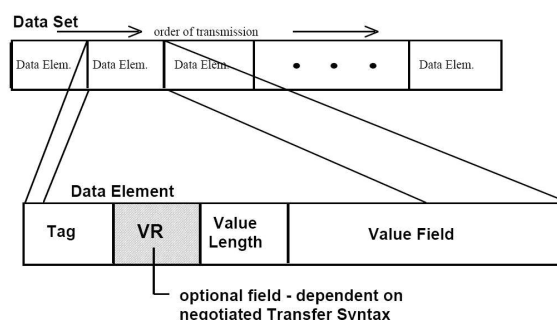 Data Set
order of transmission
Data Elem. Data Elem. Data Elem. • • • Data Elem.
Data Element
Tag VR Value Length Value Field
optional field - dependent on
negotiated Transfer Syntax